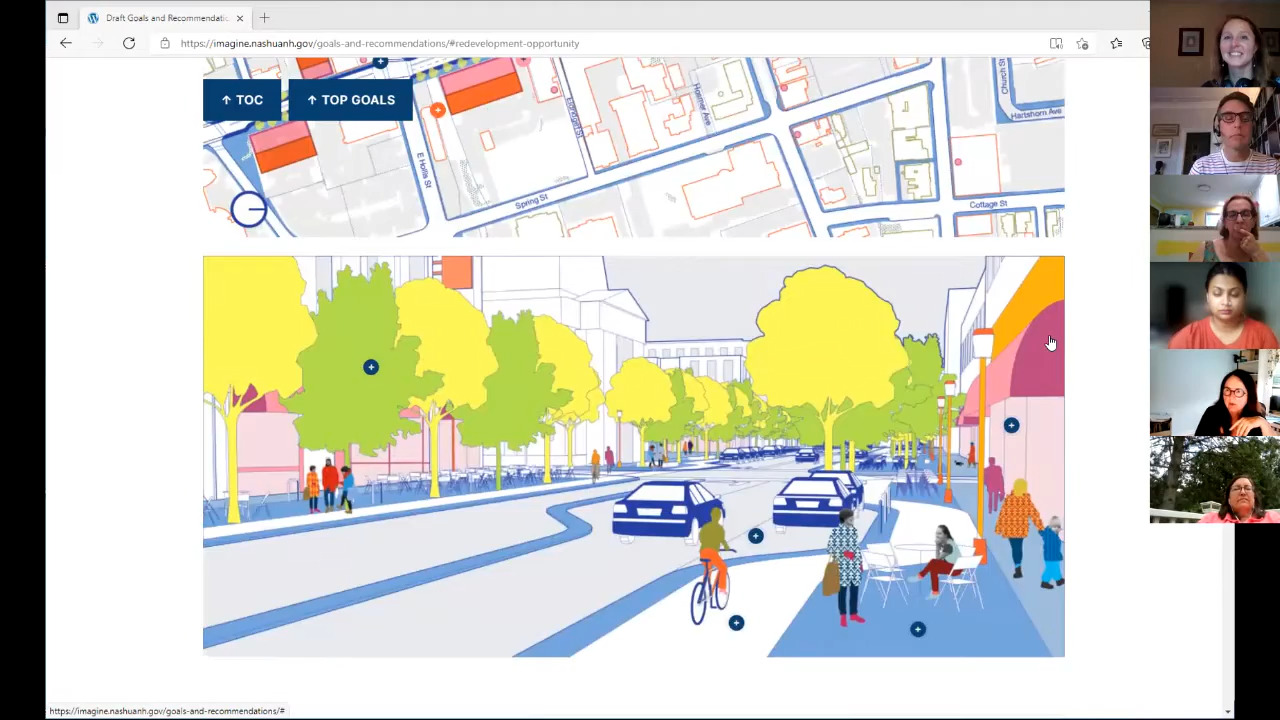 Draft Goals and Recommendatic
https://imagine.nashuanh.gov/goals-and-recommendations/#redevelopment-opportunity
↑ TOC
↑ TOP GOALS
E Hollis St
Spring St
Church St
Hartshorn Ave
Cottage St
https://imagine.nashuanh.gov/goals-and-recommendations/#